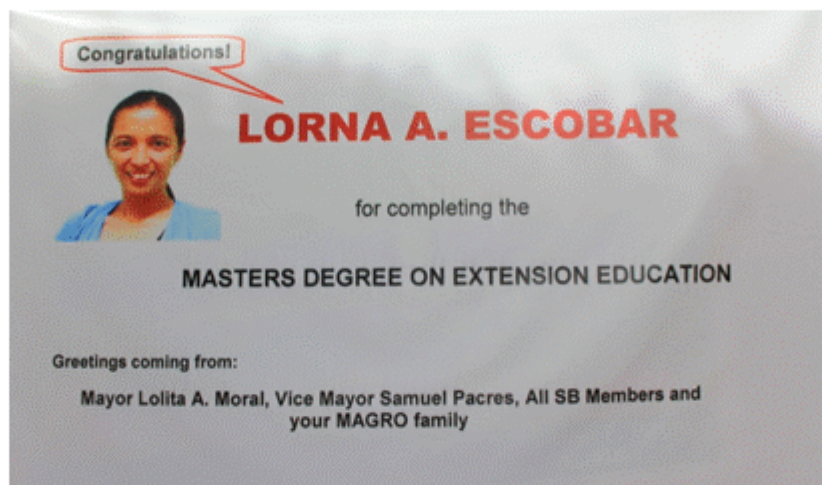 Congratulations!
LORNA A. ESCOBAR
for completing the
MASTERS DEGREE ON EXTENSION EDUCATION
Greetings coming from:
Mayor Lolita A. Moral, Vice Mayor Samuel Pacres, All SB Members and
your MAGRO family